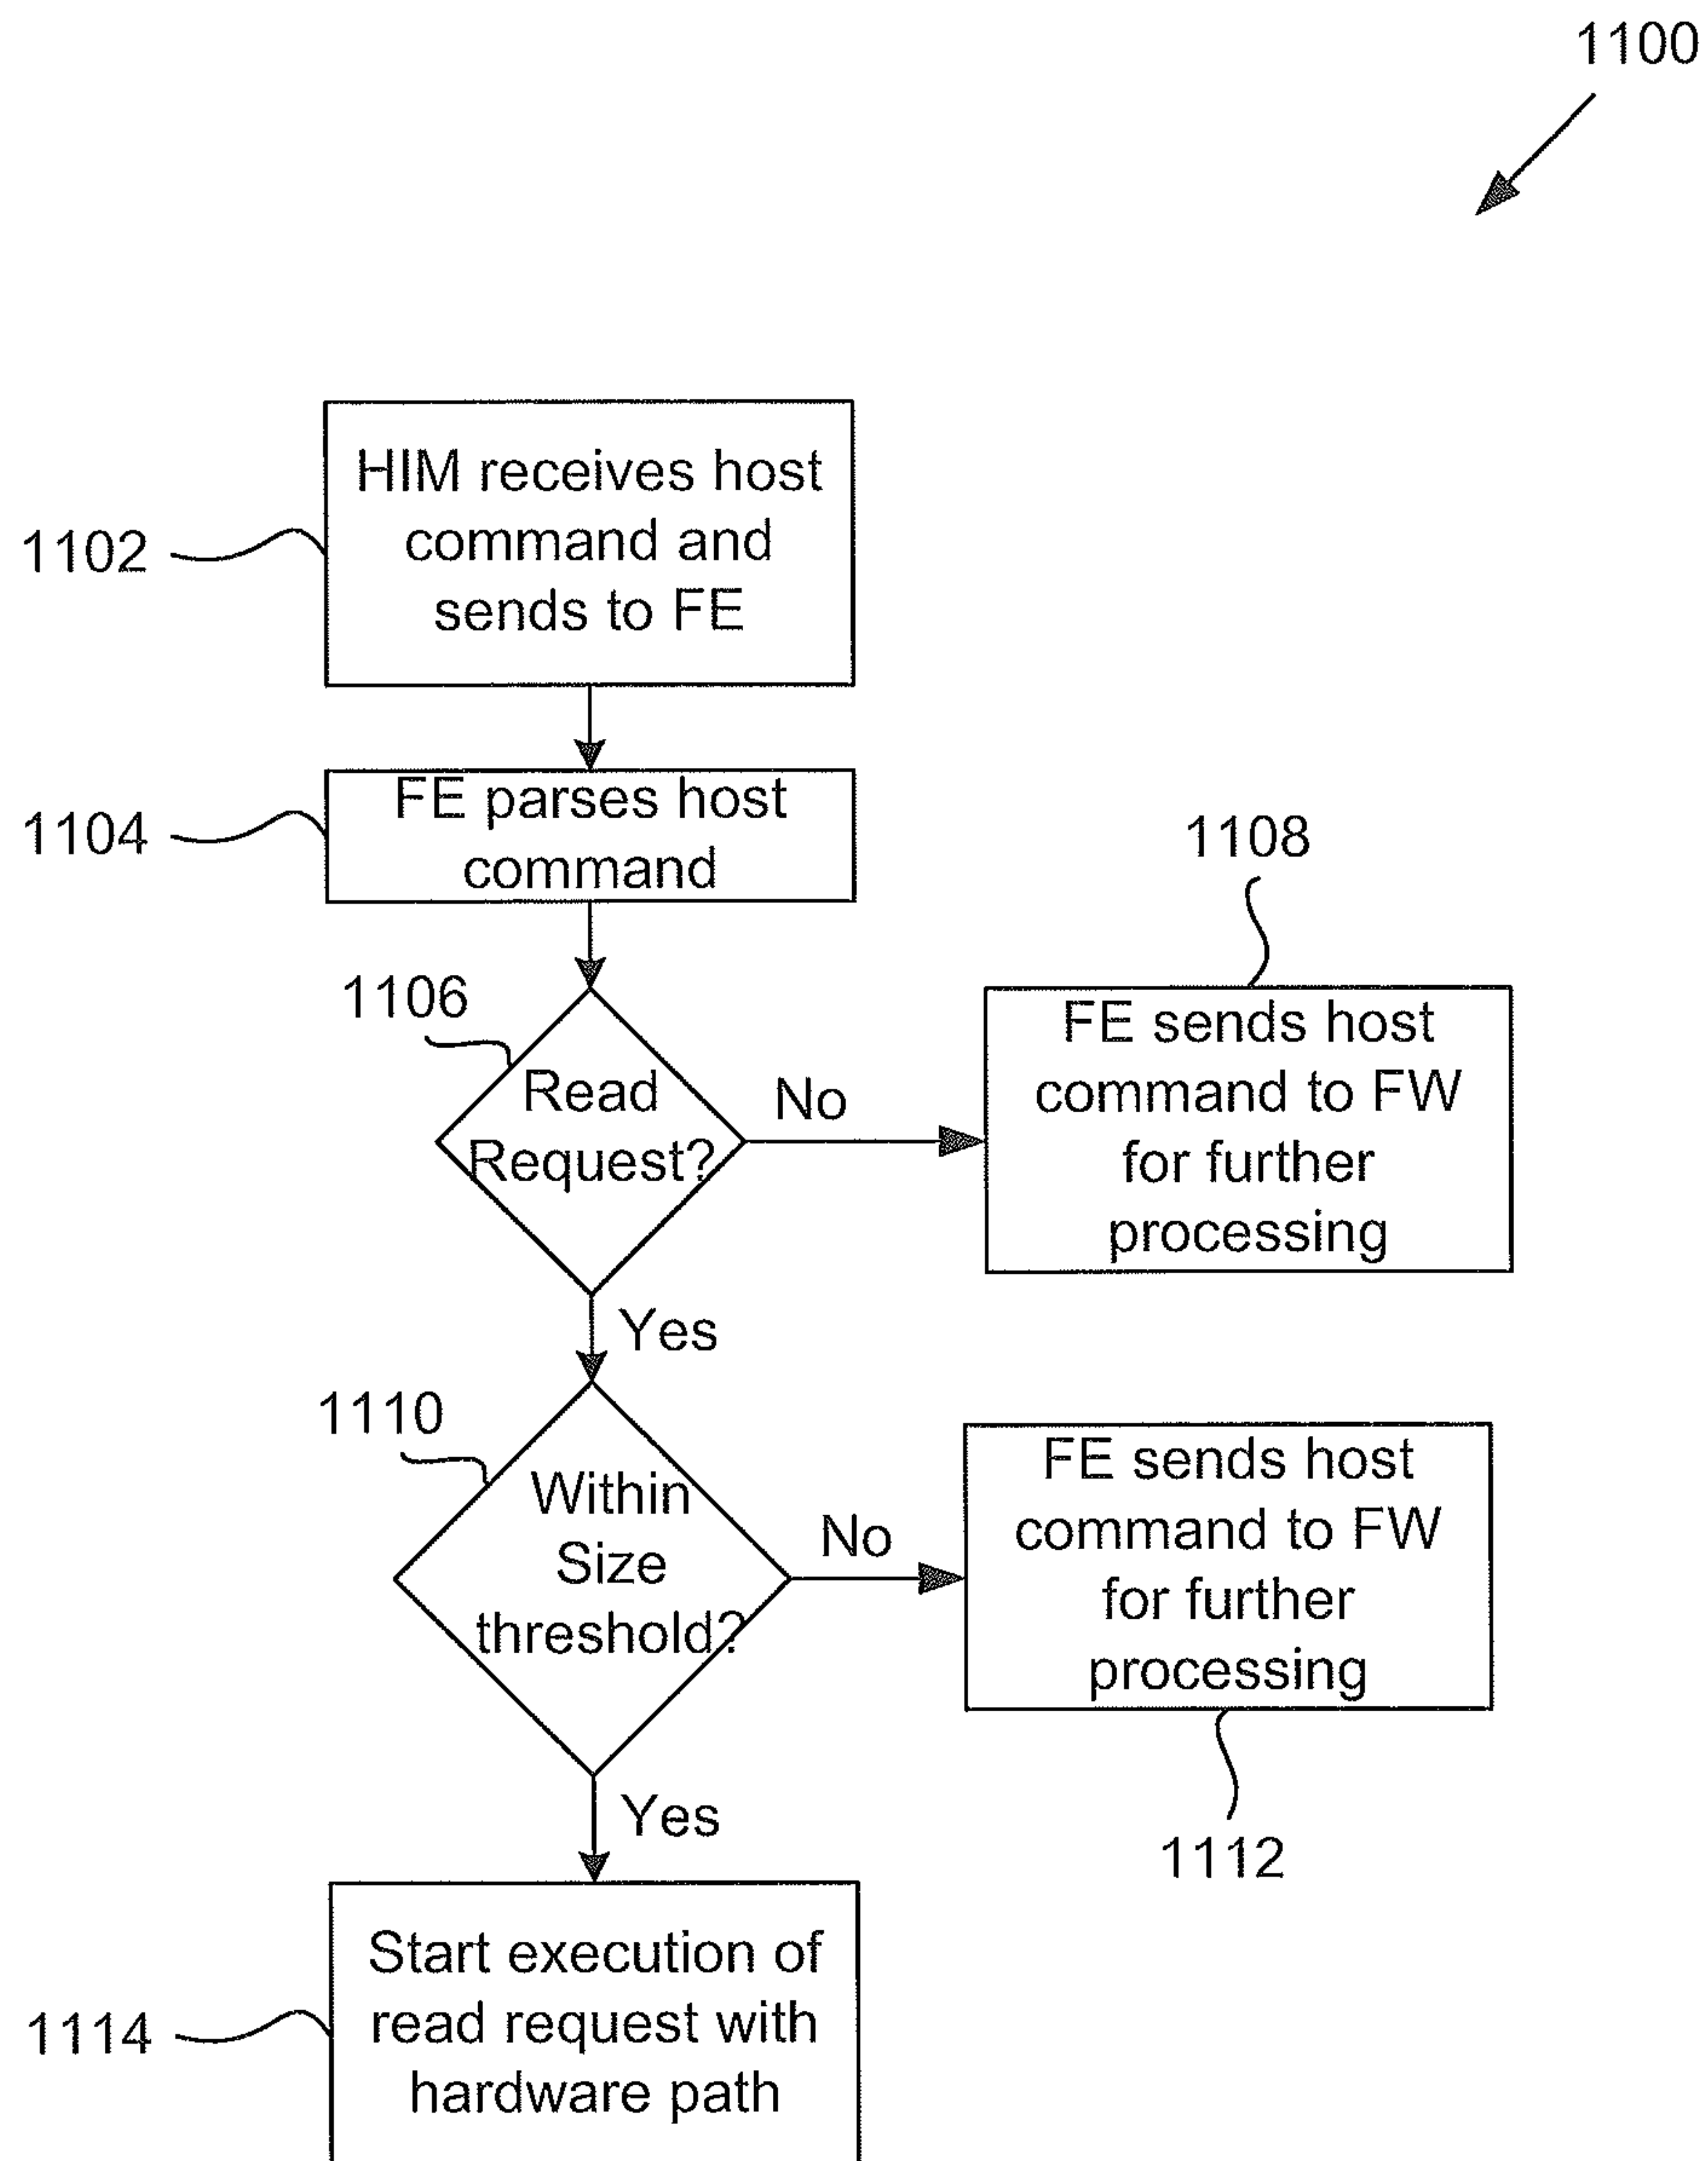 1100
HIM receives host
command and
sends to FE
1102
FE parses host
command
1104
1106
Read
Request?
No
1108
FE sends host
command to FW
for further
processing
Yes
1110
Within
Size
threshold?
No
FE sends host
command to FW
for further
processing
1112
Yes
Start execution of
read request with
hardware path
1114